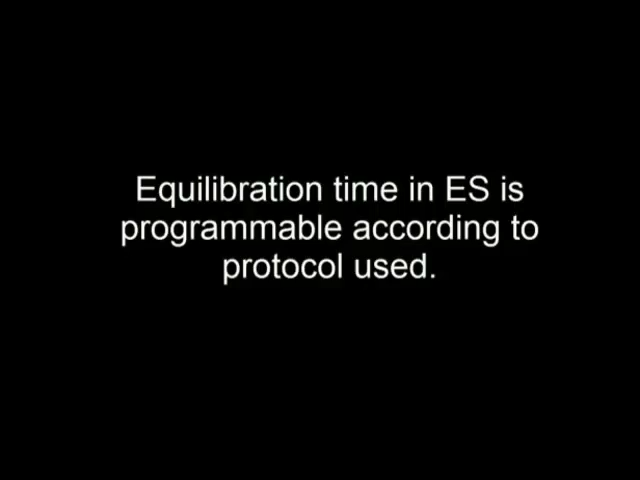 Equilibration time in ES is
programmable according to
protocol used.